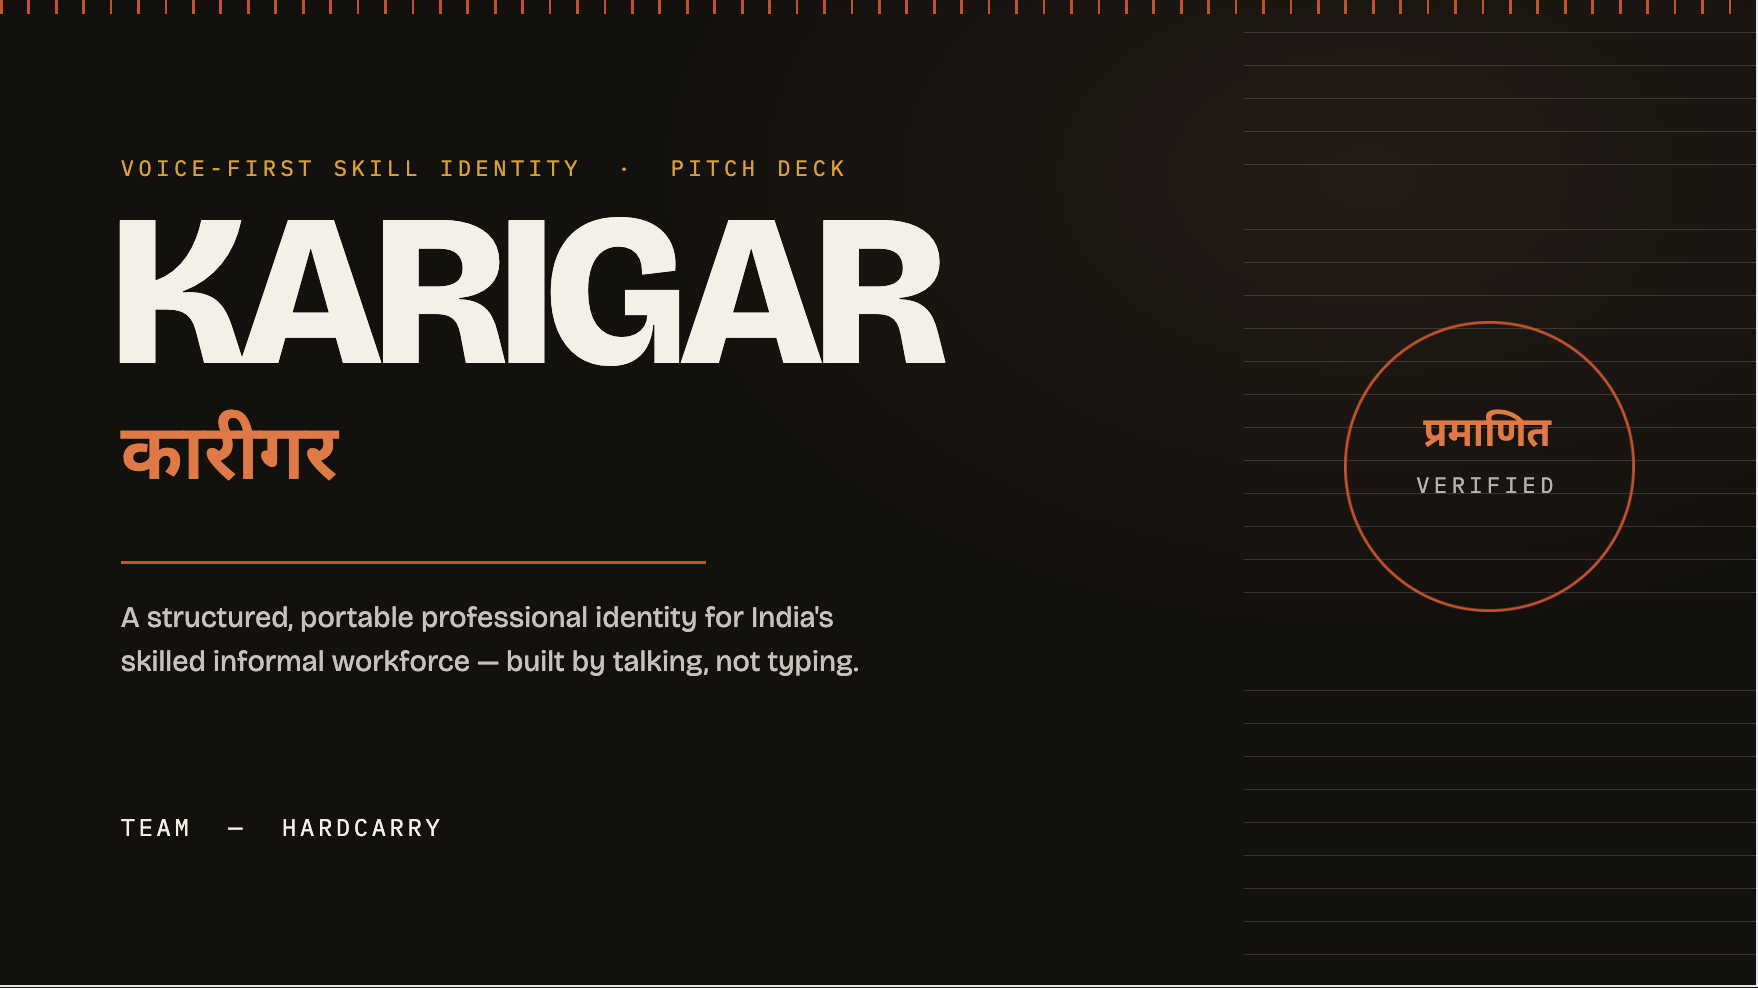 VOICE-FIRST SKILL IDENTITY · PITCH DECK
KARIGAR
कारीगर
A structured, portable professional identity for India's
skilled informal workforce — built by talking, not typing.
TEAM — HARDCARRY
प्रमाणित
VERIFIED